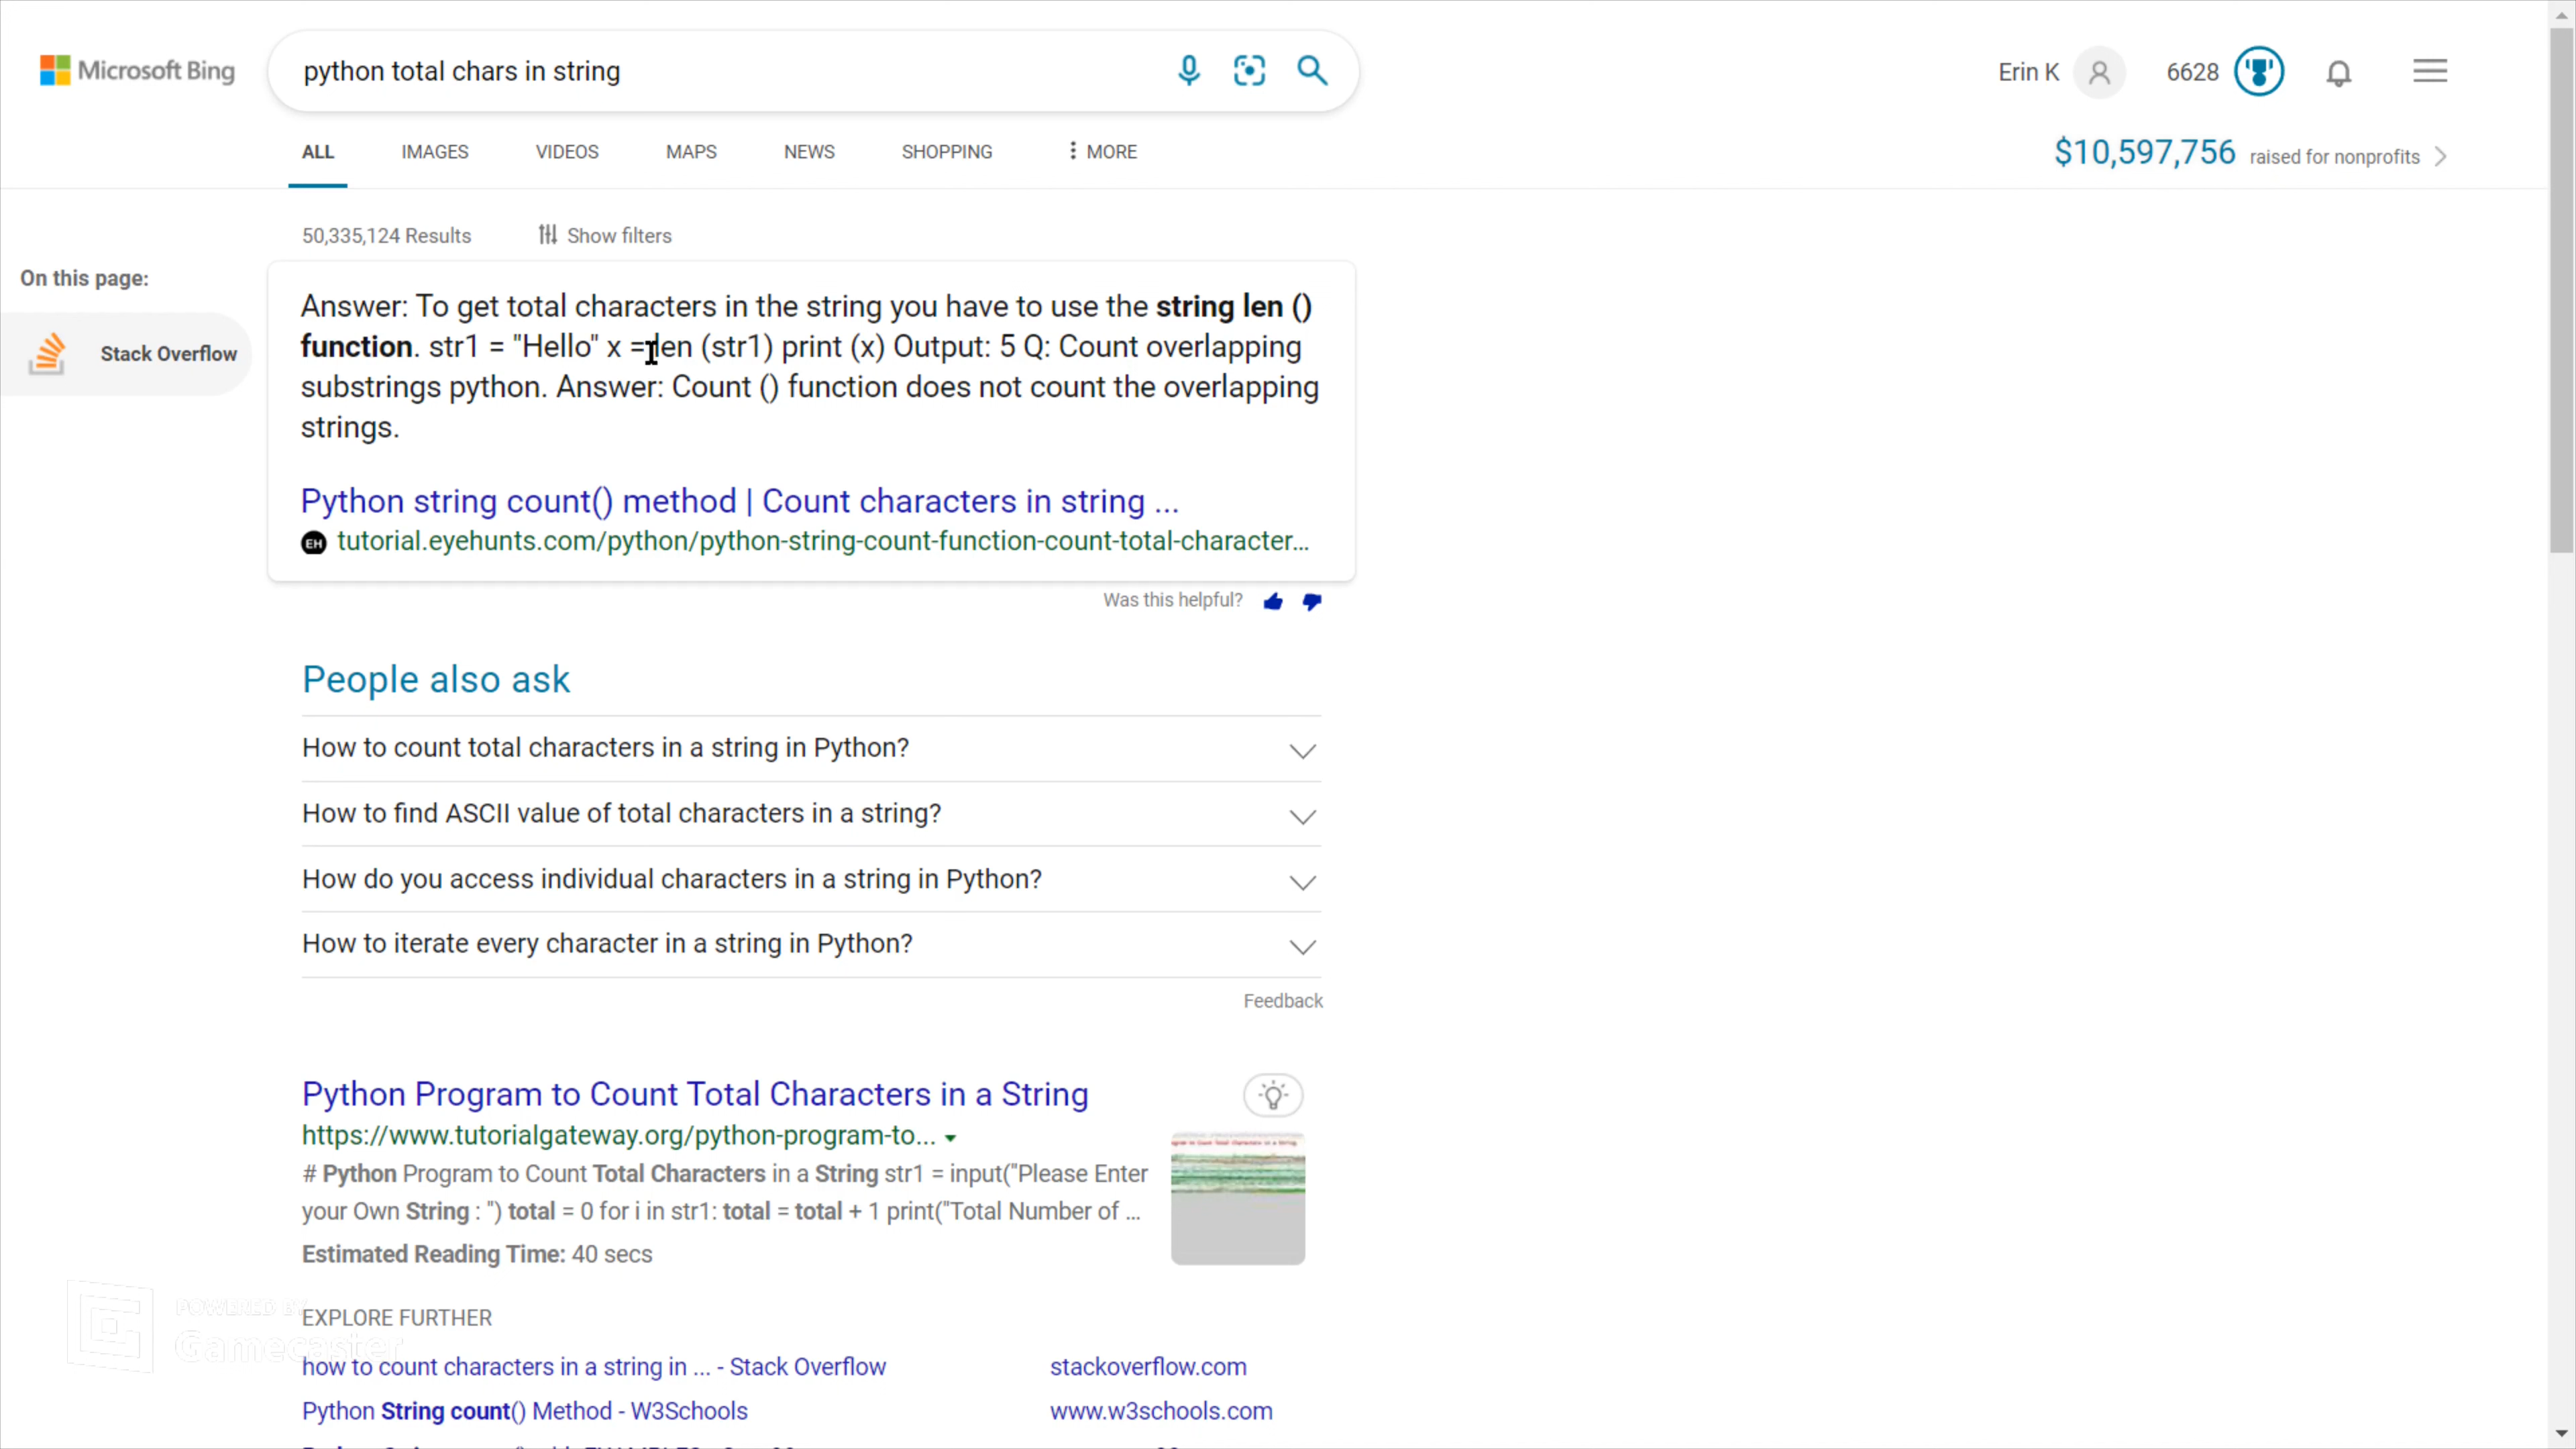 Microsoft Bing
python total chars in string
Erin K
6628
ALL
IMAGES
VIDEOS
MAPS
NEWS
SHOPPING
MORE
$10,597,756 raised for nonprofits
50,335,124 Results
Show filters
On this page:
Stack Overflow
Answer: To get total characters in the string you have to use the string len ()
function. str1 = "Hello" x = len (str1) print (x) Output: 5 Q: Count overlapping
substrings python. Answer: Count () function does not count the overlapping
strings.
Python string count() method | Count characters in string ...
EH tutorial.eyehunts.com/python/python-string-count-function-count-total-character...
Was this helpful?
People also ask
How to count total characters in a string in Python?
How to find ASCII value of total characters in a string?
How do you access individual characters in a string in Python?
How to iterate every character in a string in Python?
Feedback
Python Program to Count Total Characters in a String
https://www.tutorialgateway.org/python-program-to...
# Python Program to Count Total Characters in a String str1 = input("Please Enter
your Own String : ") total = 0 for i in str1: total = total + 1 print("Total Number of ...
Estimated Reading Time: 40 secs
POWERED BY
Gamecaster
EXPLORE FURTHER
how to count characters in a string in ... - Stack Overflow
stackoverflow.com
Python String count() Method - W3Schools
www.w3schools.com